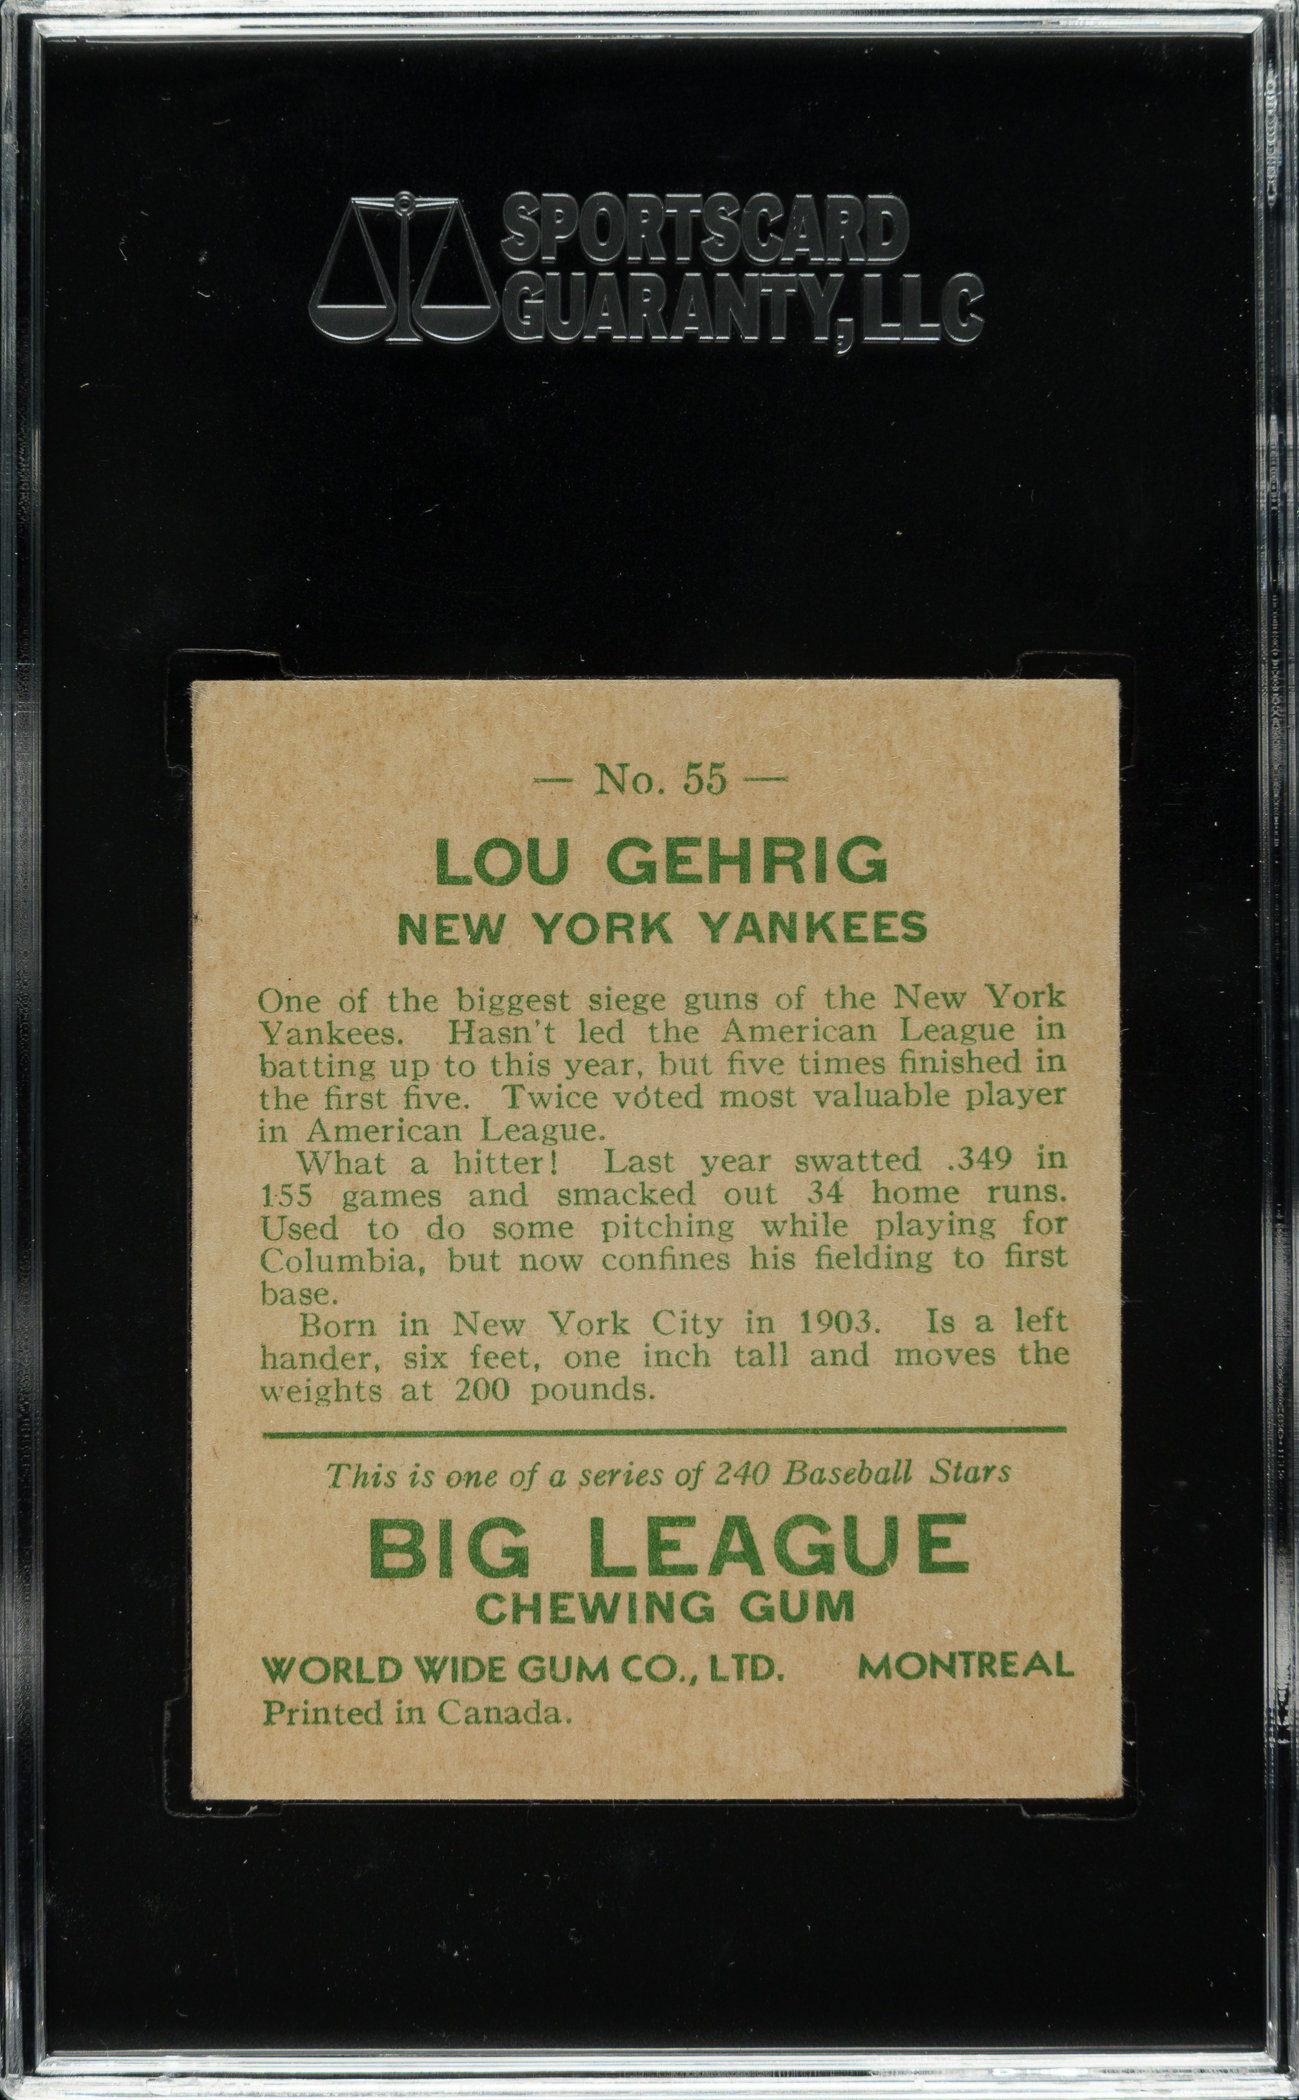 SPORTSCARD
GUARANTY, LLC
— No. 55 —
LOU GEHRIG
NEW YORK YANKEES
One of the biggest siege guns of the New York
Yankees. Hasn't led the American League in
batting up to this year, but five times finished in
the first five. Twice voted most valuable player
in American League.
What a hitter! Last year swatted .349 in
155 games and smacked out 34 home runs.
Used to do some pitching while playing for
Columbia, but now confines his fielding to first
base.
Born in New York City in 1903. Is a left
hander, six feet, one inch tall and moves the
weights at 200 pounds.
This is one of a series of 240 Baseball Stars
BIG LEAGUE
CHEWING GUM
WORLD WIDE GUM CO., LTD. MONTREAL
Printed in Canada.